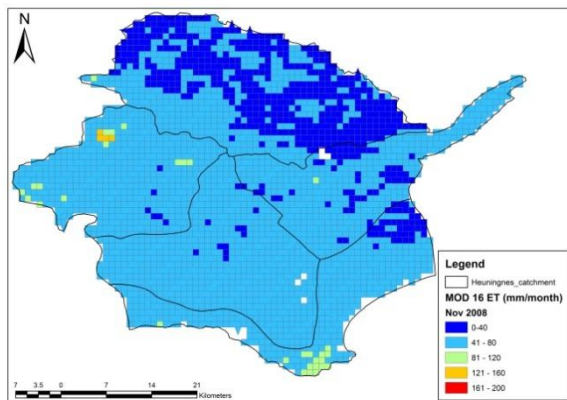 N
Legend
Heuningnes_catchment
MOD 16 ET (mm/month)
Nov 2008
0-40
41 - 80
81 - 120
121 - 160
161 - 200
7 3.5 0 7 14 21
Kilometers